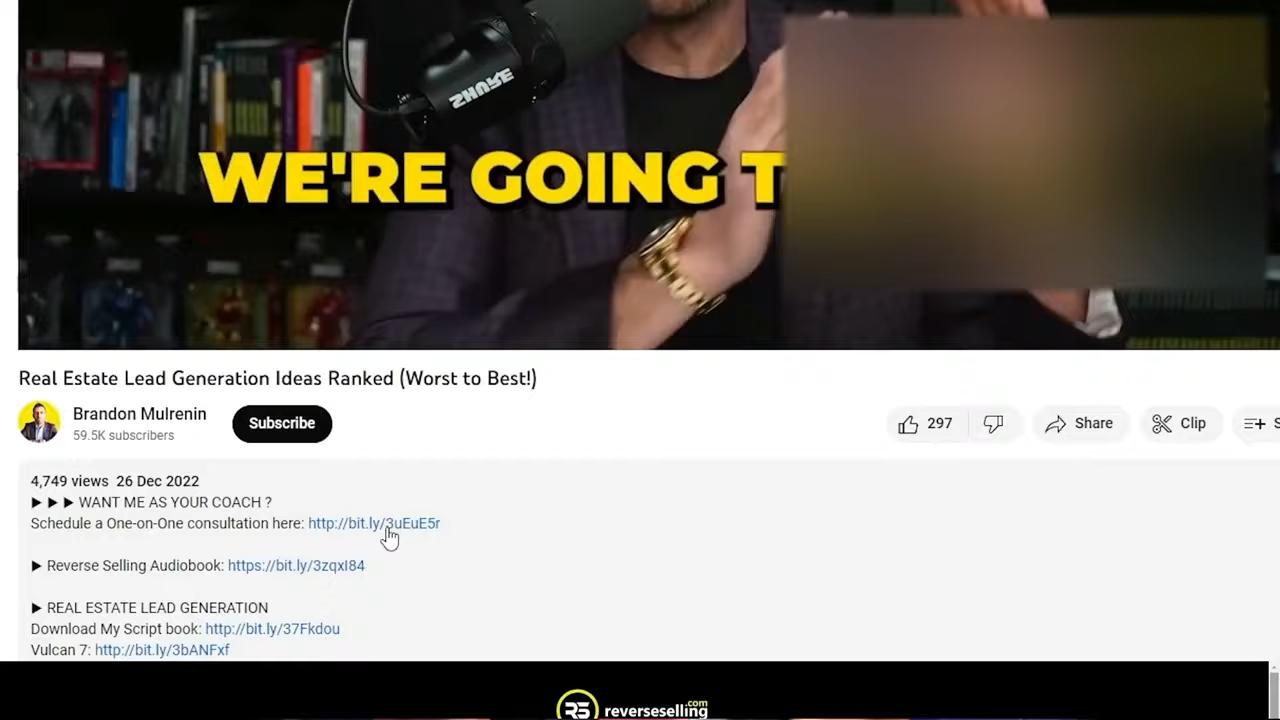 SHURE
WE'RE GOING T
Real Estate Lead Generation Ideas Ranked (Worst to Best!)
Brandon Mulrenin
59.5K subscribers
Subscribe
297
Share
Clip
S
4,749 views 26 Dec 2022
▶ ▶ ▶ WANT ME AS YOUR COACH ?
Schedule a One-on-One consultation here: http://bit.ly/3uEuE5r
▶ Reverse Selling Audiobook: https://bit.ly/3zqxI84
▶ REAL ESTATE LEAD GENERATION
Download My Script book: http://bit.ly/37Fkdou
Vulcan 7: http://bit.ly/3bANFxf
RS reverseselling.com